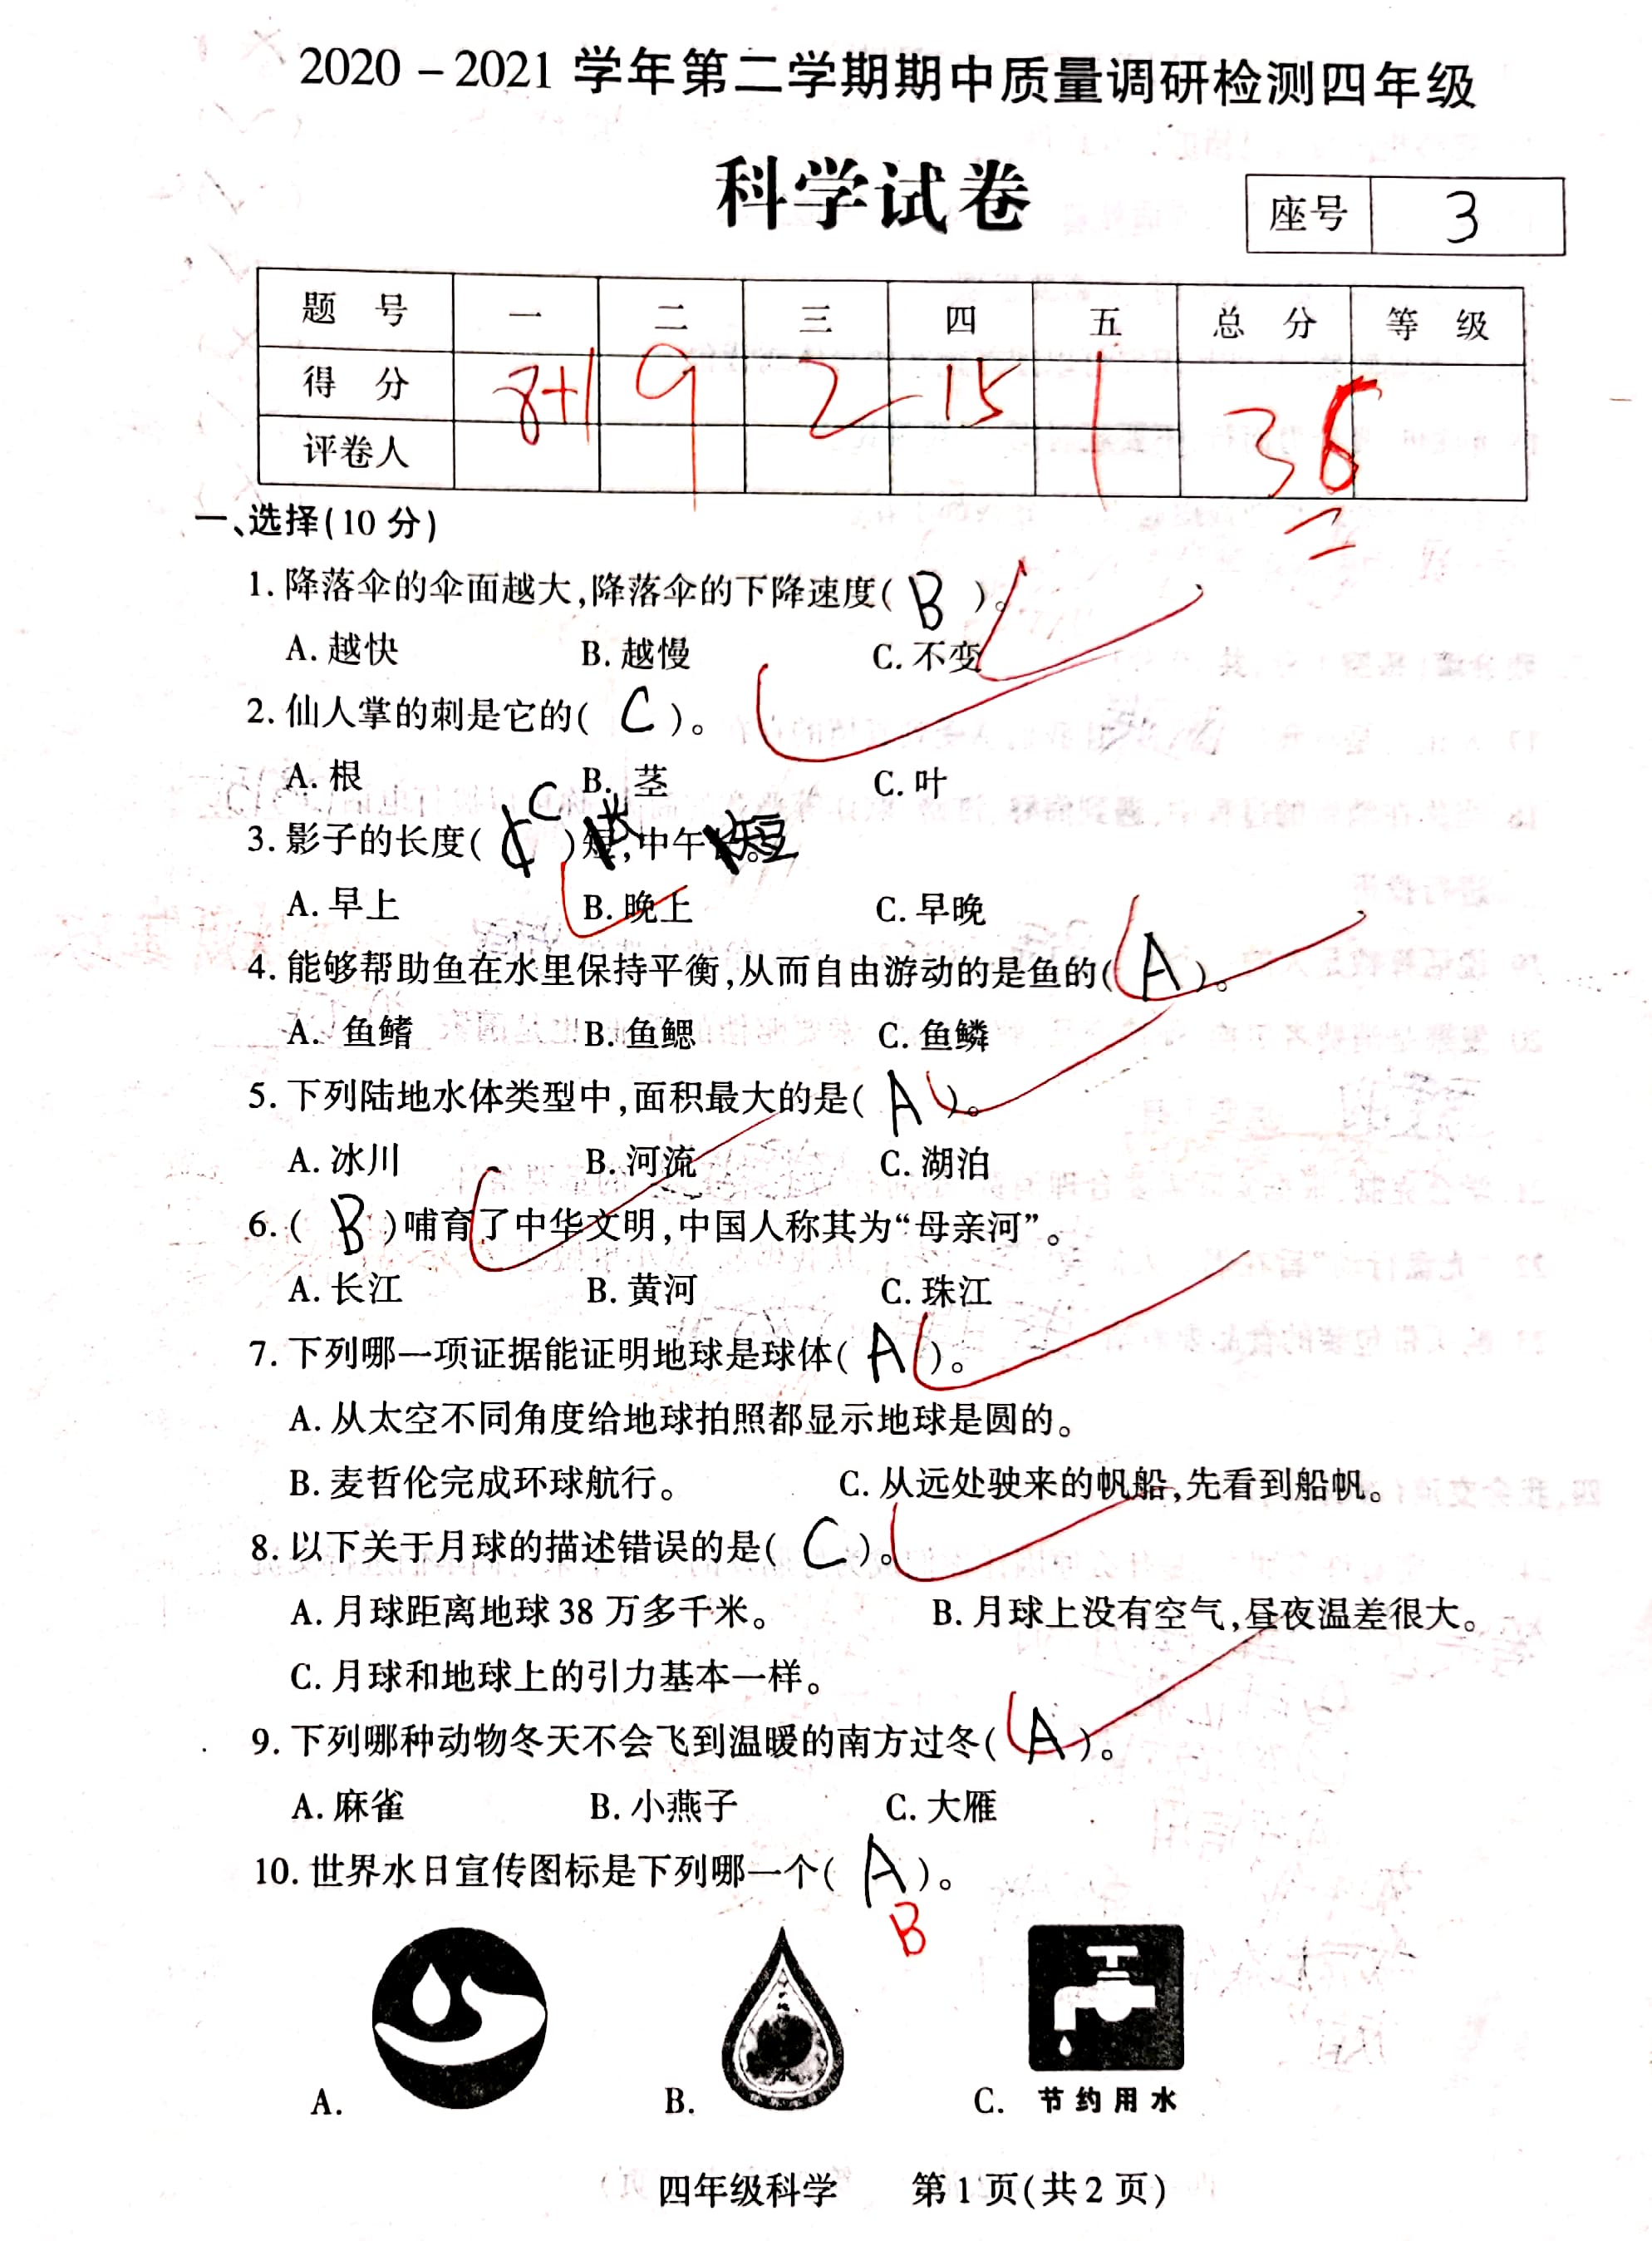 2020-2021 学年第二学期期中质量调研检测四年级
科学试卷
座号 3
题 号 一 二 三 四 五 总 分 等 级
得 分 8+1 9 2 15 1 36
评卷人
一、选择(10 分)
1. 降落伞的伞面越大,降落伞的下降速度( B )。
A. 越快 B. 越慢 C. 不变
2. 仙人掌的刺是它的( C )。
A. 根 B. 茎 C. 叶
3. 影子的长度( C )长,中午短。
A. 早上 B. 晚上 C. 早晚
4. 能够帮助鱼在水里保持平衡,从而自由游动的是鱼的( A )。
A. 鱼鳍 B. 鱼鳃 C. 鱼鳞
5. 下列陆地水体类型中,面积最大的是( A )。
A. 冰川 B. 河流 C. 湖泊
6. ( B )哺育了中华文明,中国人称其为“母亲河”。
A. 长江 B. 黄河 C. 珠江
7. 下列哪一项证据能证明地球是球体( A )。
A. 从太空不同角度给地球拍照都显示地球是圆的。
B. 麦哲伦完成环球航行。 C. 从远处驶来的帆船,先看到船帆。
8. 以下关于月球的描述错误的是( C )。
A. 月球距离地球 38 万多千米。 B. 月球上没有空气,昼夜温差很大。
C. 月球和地球上的引力基本一样。
9. 下列哪种动物冬天不会飞到温暖的南方过冬( A )。
A. 麻雀 B. 小燕子 C. 大雁
10. 世界水日宣传图标是下列哪一个( A )。
B
A. B. C. 节约用水
四年级科学 第 1 页(共 2 页)